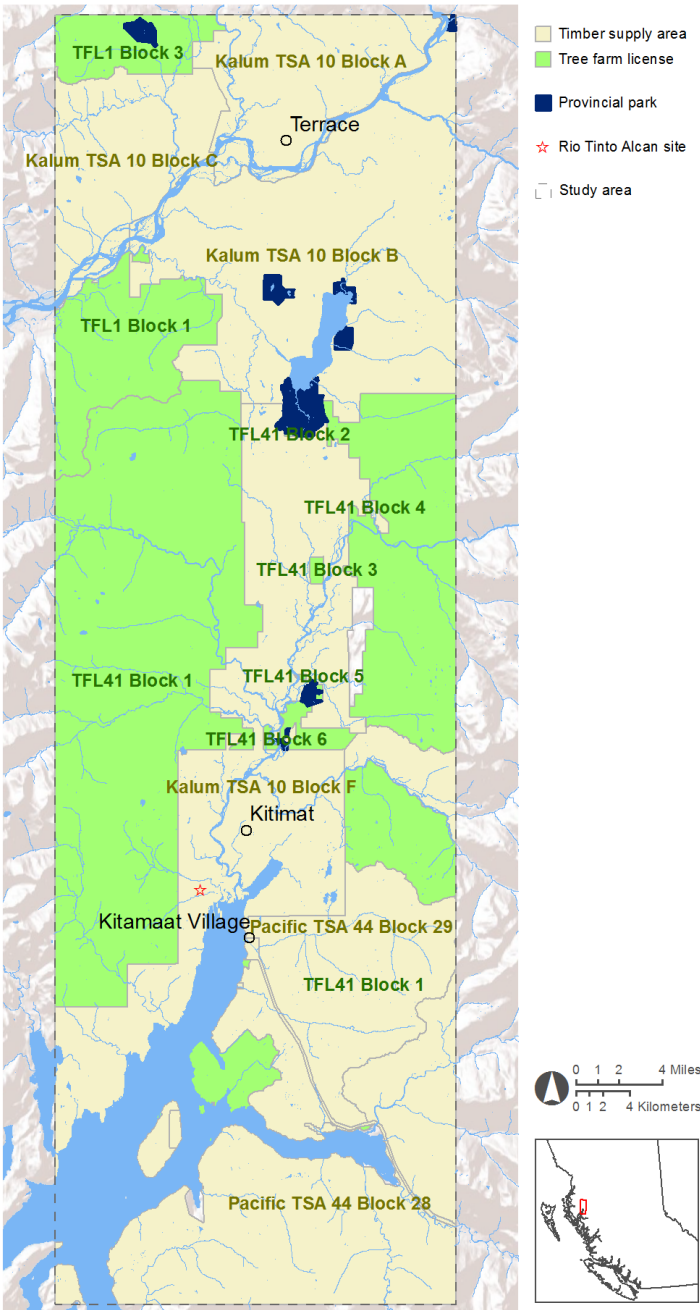 TFL1 Block 3
Kalum TSA 10 Block A
Terrace
Kalum TSA 10 Block C
Kalum TSA 10 Block B
TFL1 Block 1
TFL41 Block 2
TFL41 Block 4
TFL41 Block 3
TFL41 Block 1
TFL41 Block 5
TFL41 Block 6
Kalum TSA 10 Block F
Kitimat
Kitamaat Village
Pacific TSA 44 Block 29
TFL41 Block 1
Pacific TSA 44 Block 28
Timber supply area
Tree farm license
Provincial park
Rio Tinto Alcan site
Study area
0 1 2 4 Miles
0 1 2 4 Kilometers